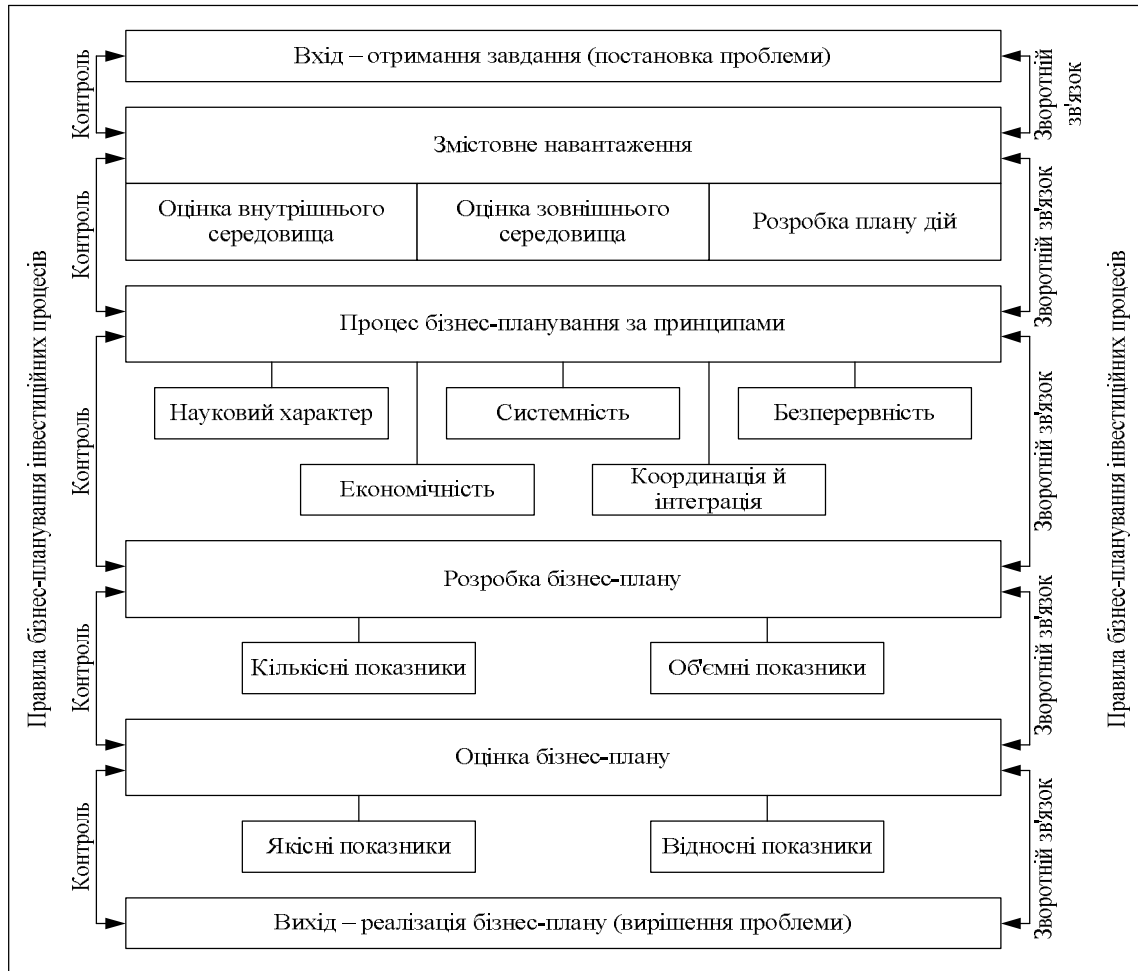 Вхід – отримання завдання (постановка проблеми)
Контроль
Зворотній
зв'язок
Змістовне навантаження
Оцінка внутрішнього
середовища
Оцінка зовнішнього
середовища
Розробка плану дій
Контроль
Зворотній зв'язок
Процес бізнес-планування за принципами
Науковий характер
Системність
Безперервність
Економічність
Координація й
інтеграція
Контроль
Зворотній зв'язок
Правила бізнес-планування інвестиційних процесів
Правила бізнес-планування інвестиційних процесів
Розробка бізнес-плану
Кількісні показники
Об'ємні показники
Контроль
Зворотній зв'язок
Оцінка бізнес-плану
Якісні показники
Відносні показники
Контроль
Зворотній зв'язок
Вихід – реалізація бізнес-плану (вирішення проблеми)